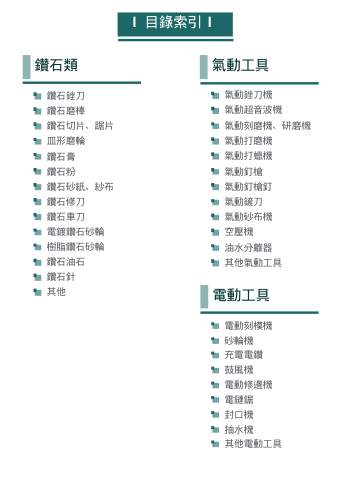 目錄索引
鑽石類
鑽石銼刀
鑽石磨棒
鑽石切片、鋸片
皿形磨輪
鑽石膏
鑽石粉
鑽石砂紙、紗布
鑽石修刀
鑽石車刀
電鍍鑽石砂輪
樹脂鑽石砂輪
鑽石油石
鑽石針
其他
氣動工具
氣動銼刀機
氣動超音波機
氣動刻磨機、研磨機
氣動打磨機
氣動打蠟機
氣動釘槍
氣動釘槍釘
氣動鏟刀
氣動砂布機
空壓機
油水分離器
其他氣動工具
電動工具
電動刻模機
砂輪機
充電電鑽
鼓風機
電動修邊機
電鏈鋸
封口機
抽水機
其他電動工具